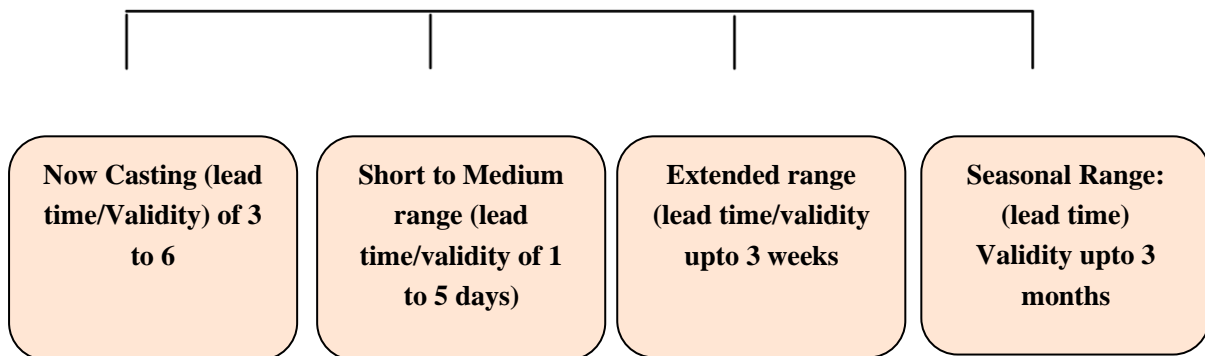 Now Casting (lead
time/Validity) of 3
to 6
Short to Medium
range (lead
time/validity of 1
to 5 days)
Extended range
(lead time/validity
upto 3 weeks
Seasonal Range:
(lead time)
Validity upto 3
months